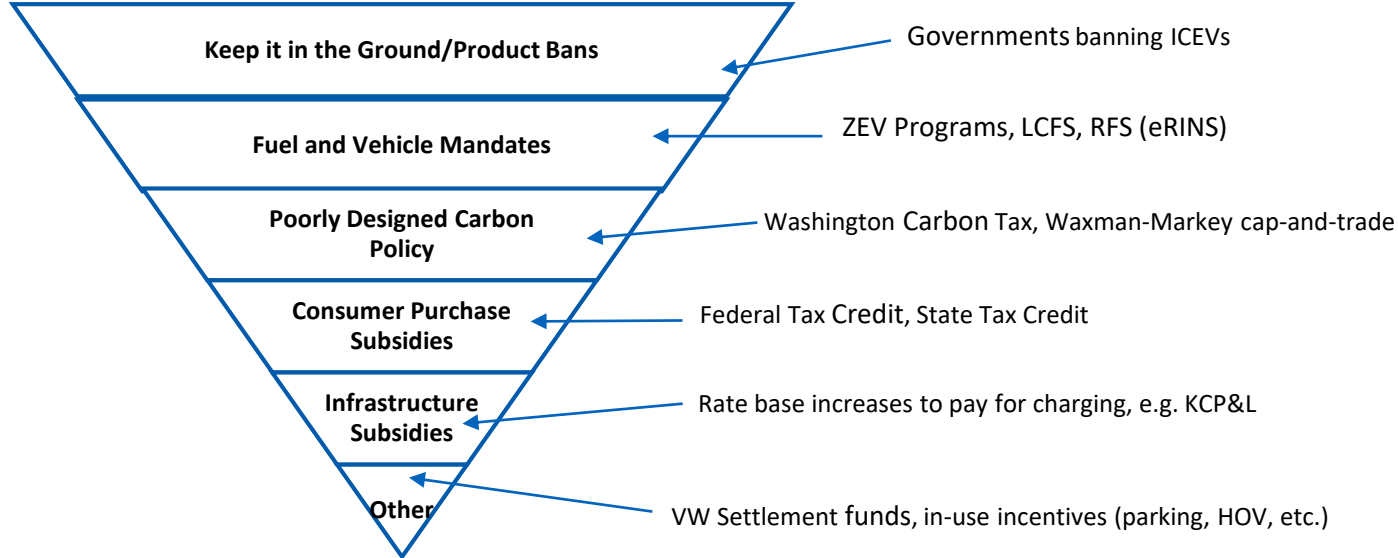 Keep it in the Ground/Product Bans
Governments banning ICEVs
Fuel and Vehicle Mandates
ZEV Programs, LCFS, RFS (eRINS)
Poorly Designed Carbon
Policy
Washington Carbon Tax, Waxman-Markey cap-and-trade
Consumer Purchase
Subsidies
Federal Tax Credit, State Tax Credit
Infrastructure
Subsidies
Rate base increases to pay for charging, e.g. KCP&L
Other
VW Settlement funds, in-use incentives (parking, HOV, etc.)